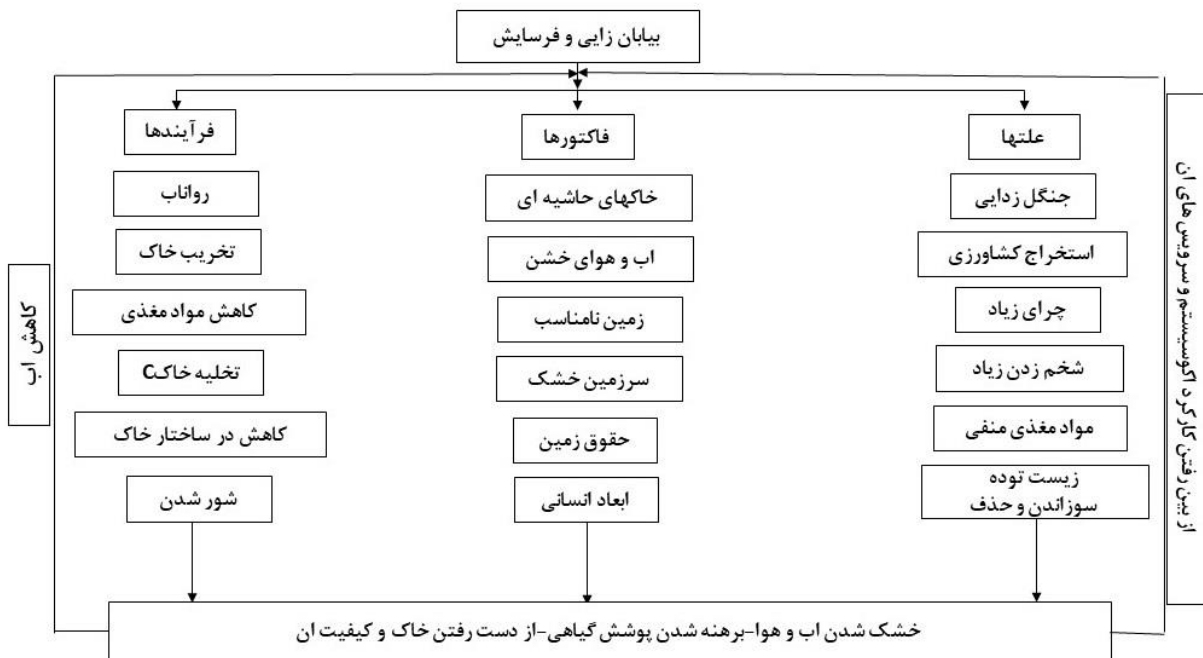 بیابان زایی و فرسایش
علتها
جنگل زدایی
استخراج کشاورزی
چرای زیاد
شخم زدن زیاد
مواد مغذی منفی
زیست توده
سوزاندن و حذف
فاکتورها
خاکهای حاشیه ای
اب و هوای خشن
زمین نامناسب
سرزمین خشک
حقوق زمین
ابعاد انسانی
فرآیندها
رواناب
تخریب خاک
کاهش مواد مغذی
تخلیه خاکC
کاهش در ساختار خاک
شور شدن
از بین رفتن کارکرد اکوسیستم و سرویس های ان
کاهش اب
خشک شدن اب و هوا-برهنه شدن پوشش گیاهی-از دست رفتن خاک و کیفیت ان